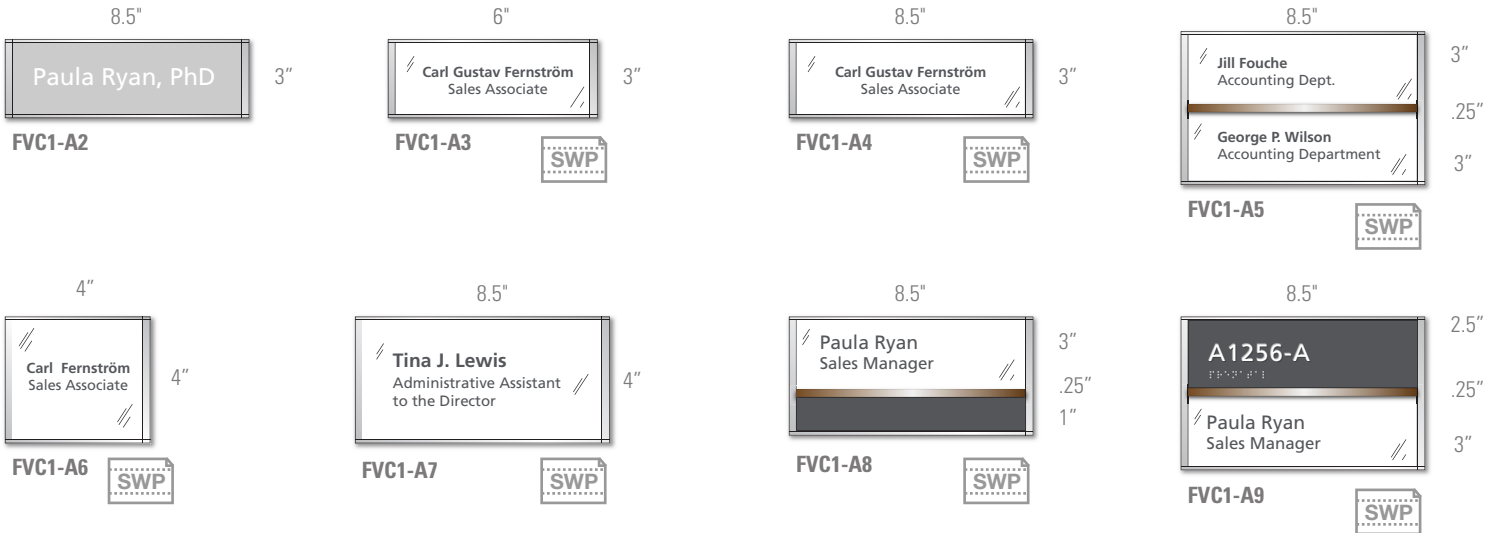 8.5"
Paula Ryan, PhD
3”
FVC1-A2
6"
Carl Gustav Fernström
Sales Associate
3”
FVC1-A3
SWP
8.5"
Carl Gustav Fernström
Sales Associate
3”
FVC1-A4
SWP
8.5"
Jill Fouche
Accounting Dept.
3”
.25”
George P. Wilson
Accounting Department
3”
FVC1-A5
SWP
4”
Carl Fernström
Sales Associate
4”
FVC1-A6
SWP
8.5"
Tina J. Lewis
Administrative Assistant
to the Director
4”
FVC1-A7
SWP
8.5"
Paula Ryan
Sales Manager
3”
.25”
1”
FVC1-A8
SWP
8.5"
A1256-A
2.5”
.25”
Paula Ryan
Sales Manager
3”
FVC1-A9
SWP